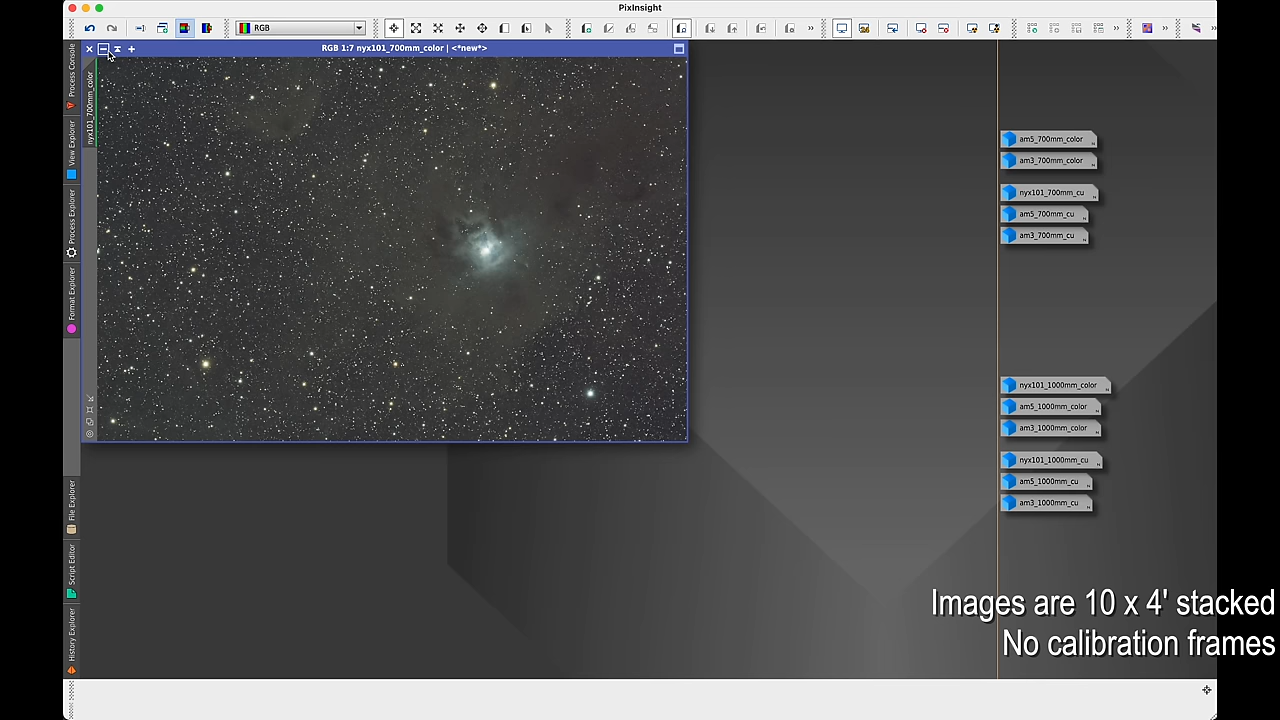 PixInsight
RGB
RGB 1:7 nyx101_700mm_color | <*new*>
nyx101_700mm_color
Process Console
View Explorer
Process Explorer
Format Explorer
File Explorer
Script Editor
History Explorer
am5_700mm_color
am3_700mm_color
nyx101_700mm_cu
am5_700mm_cu
am3_700mm_cu
nyx101_1000mm_color
am5_1000mm_color
am3_1000mm_color
nyx101_1000mm_cu
am5_1000mm_cu
am3_1000mm_cu
Images are 10 x 4' stacked
No calibration frames